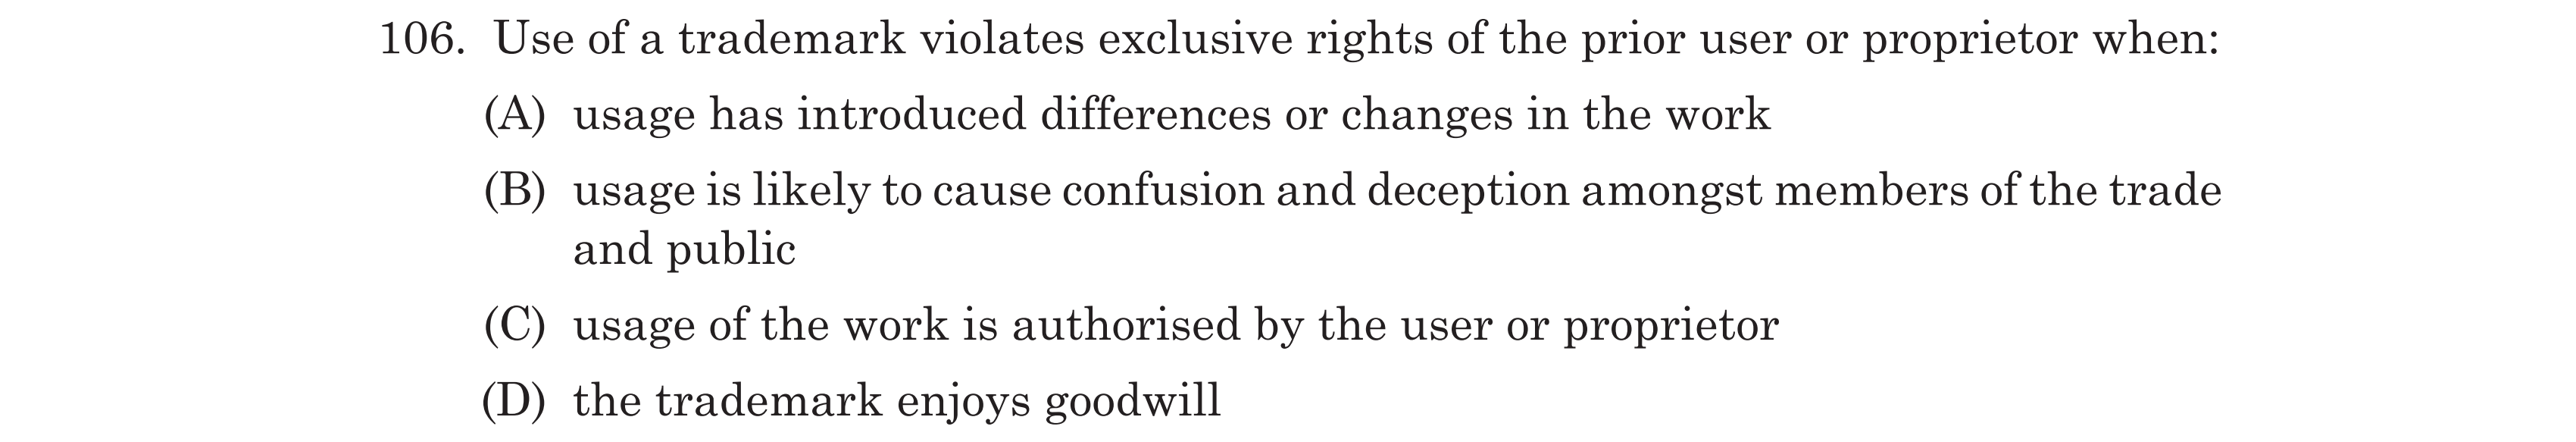 106. Use of a trademark violates exclusive rights of the prior user or proprietor when:
(A) usage has introduced differences or changes in the work
(B) usage is likely to cause confusion and deception amongst members of the trade
and public
(C) usage of the work is authorised by the user or proprietor
(D) the trademark enjoys goodwill